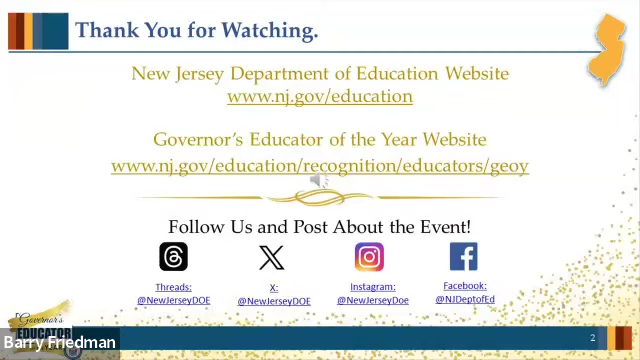 Thank You for Watching.
New Jersey Department of Education Website
www.nj.gov/education
Governor's Educator of the Year Website
www.nj.gov/education/recognition/educators/geoy
Follow Us and Post About the Event!
Threads:
@NewJerseyDOE
X:
@NewJerseyDOE
Instagram:
@NewJerseyDoe
Facebook:
@NJDeptofEd
Governor's
EDUCATOR
Barry Friedman
2